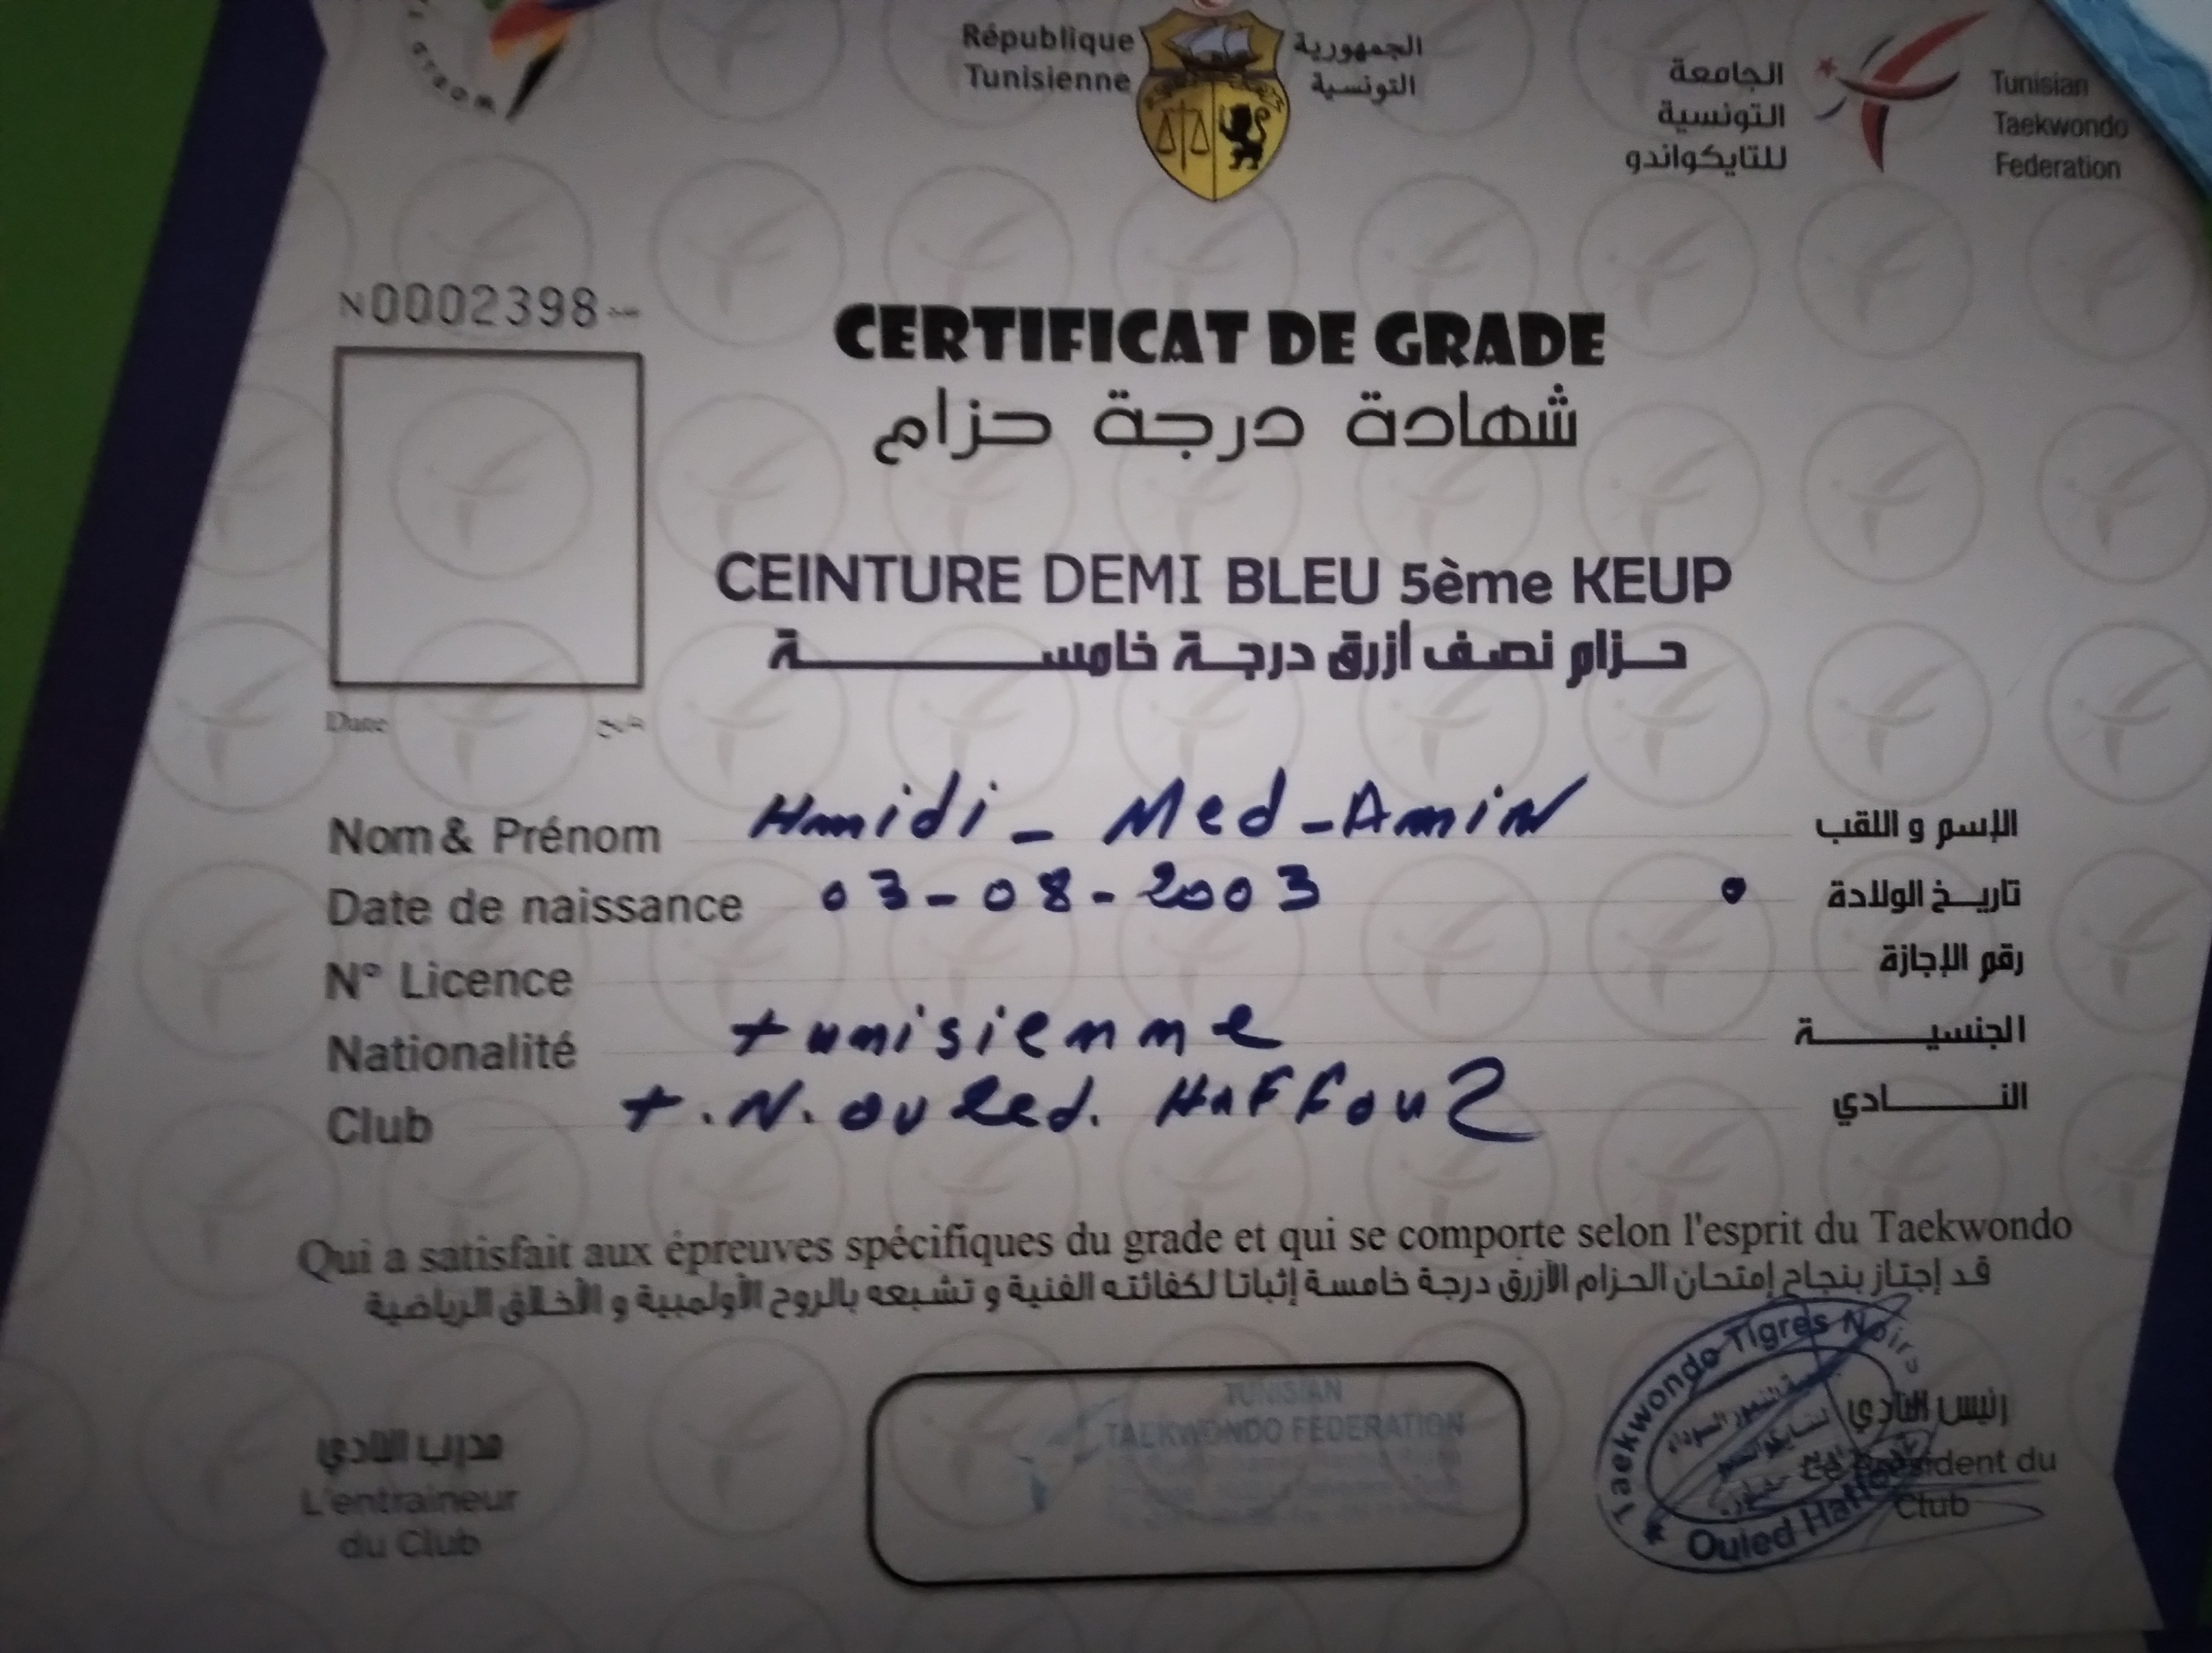 République
Tunisienne
الجمهورية
التونسية
الجامعة
التونسية
للتايكواندو
Tunisian
Taekwondo
Federation
N0002398
CERTIFICAT DE GRADE
شهادة درجة حزام
CEINTURE DEMI BLEU 5ème KEUP
حزام نصف أزرق درجة خامسة
Date
تاريخ
Nom & Prénom Hmidi - Med - Amin الإسم و اللقب
Date de naissance 03-08-2003 تاريخ الولادة
N° Licence رقم الإجازة
Nationalité tunisienne الجنسية
Club t.N. ouled. Haffouz النادي
Qui a satisfait aux épreuves spécifiques du grade et qui se comporte selon l'esprit du Taekwondo
قد إجتاز بنجاح إمتحان الحزام الأزرق درجة خامسة إثباتا لكفائته الفنية و تشبعه بالروح الأولمبية و الأخلاق الرياضية
مدرب النادي
L'entraineur
du Club
TUNISIAN
TAEKWONDO FEDERATION
Taekwondo Tigres Noirs
Ouled
رئيس النادي
Le Président du
Club